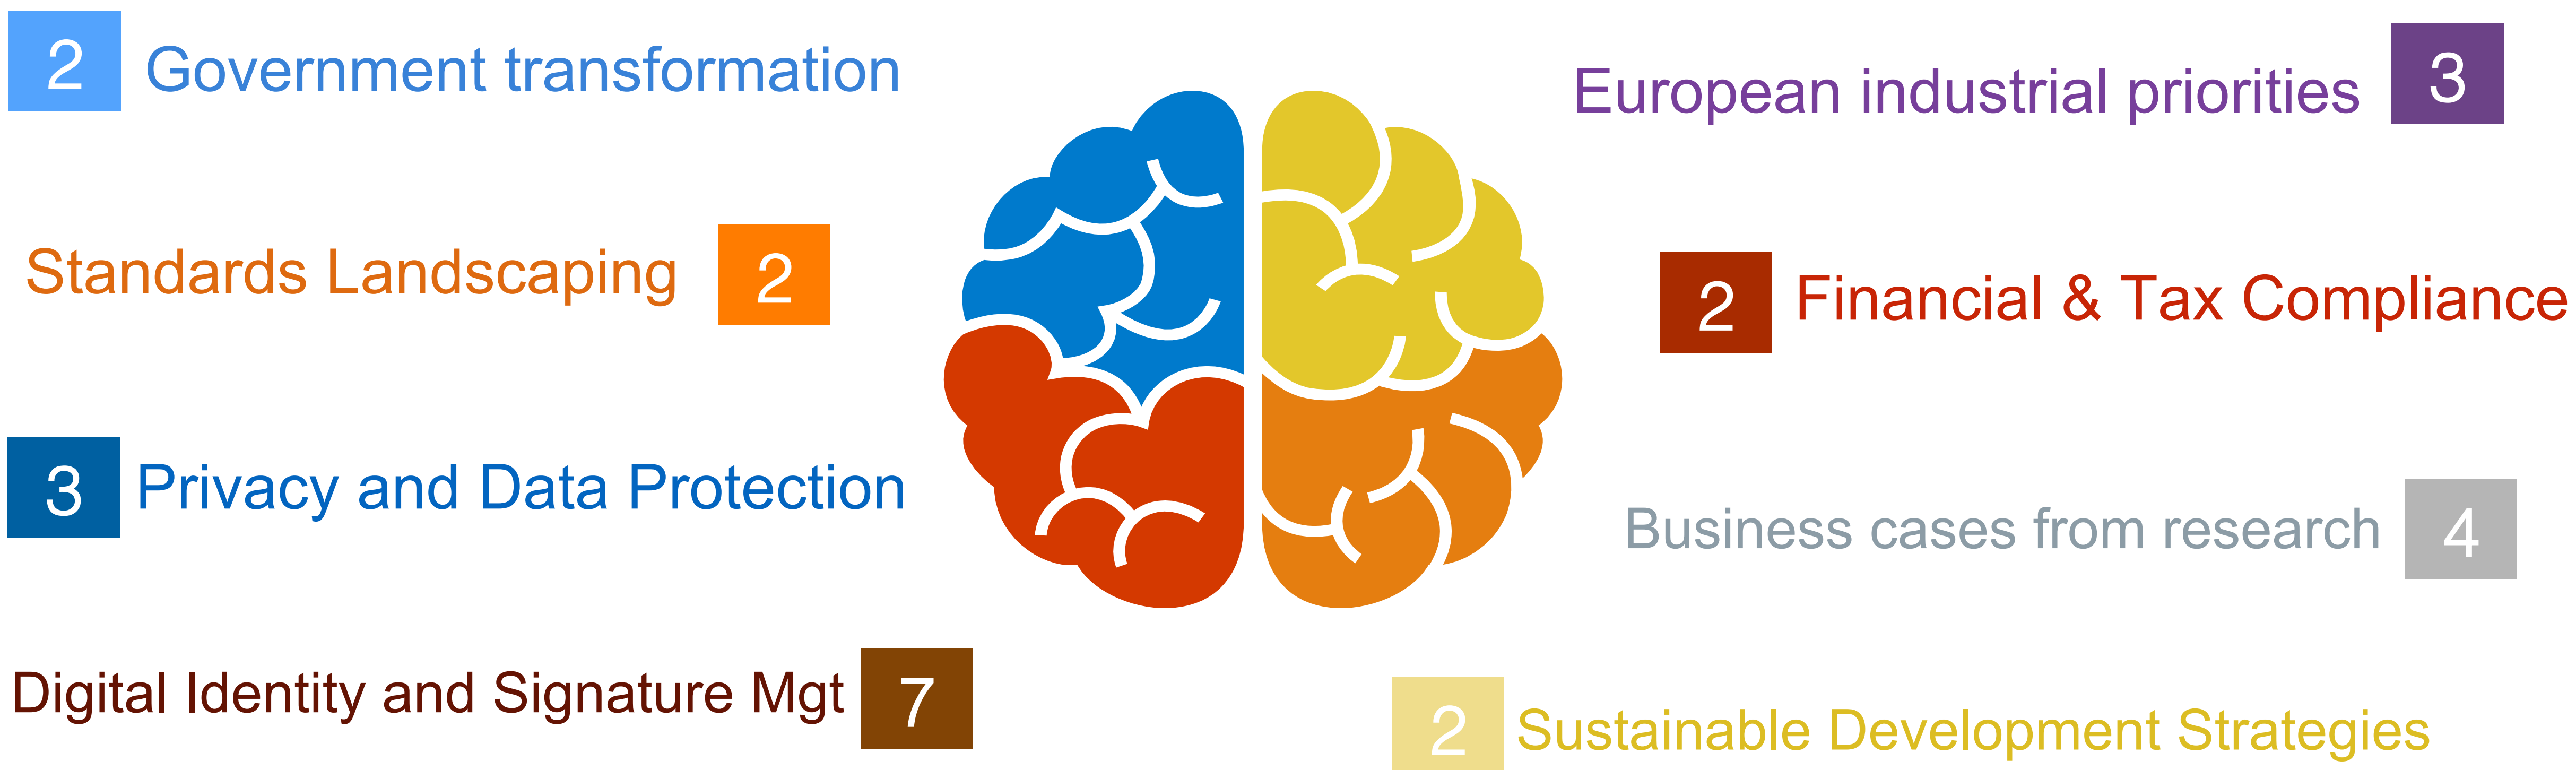 2 Government transformation
Standards Landscaping 2
3 Privacy and Data Protection
Digital Identity and Signature Mgt 7
European industrial priorities 3
2 Financial & Tax Compliance
Business cases from research 4
2 Sustainable Development Strategies